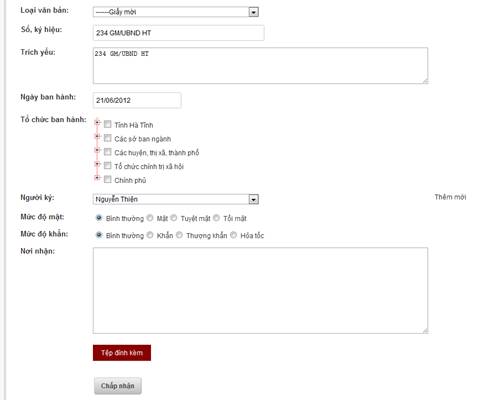 Loại văn bản: ------Giấy mời
Số, ký hiệu: 234 GM/UBND HT
Trích yếu: 234 GM/UBND HT
Ngày ban hành: 21/06/2012
Tổ chức ban hành: Tỉnh Hà Tĩnh
Các sở ban ngành
Các huyện, thị xã, thành phố
Tổ chức chính trị xã hội
Chính phủ
Người ký: Nguyễn Thiện Thêm mới
Mức độ mật: Bình thường Mật Tuyệt mật Tối mật
Mức độ khẩn: Bình thường Khẩn Thượng khẩn Hỏa tốc
Nơi nhận:
Tệp đính kèm
Chấp nhận